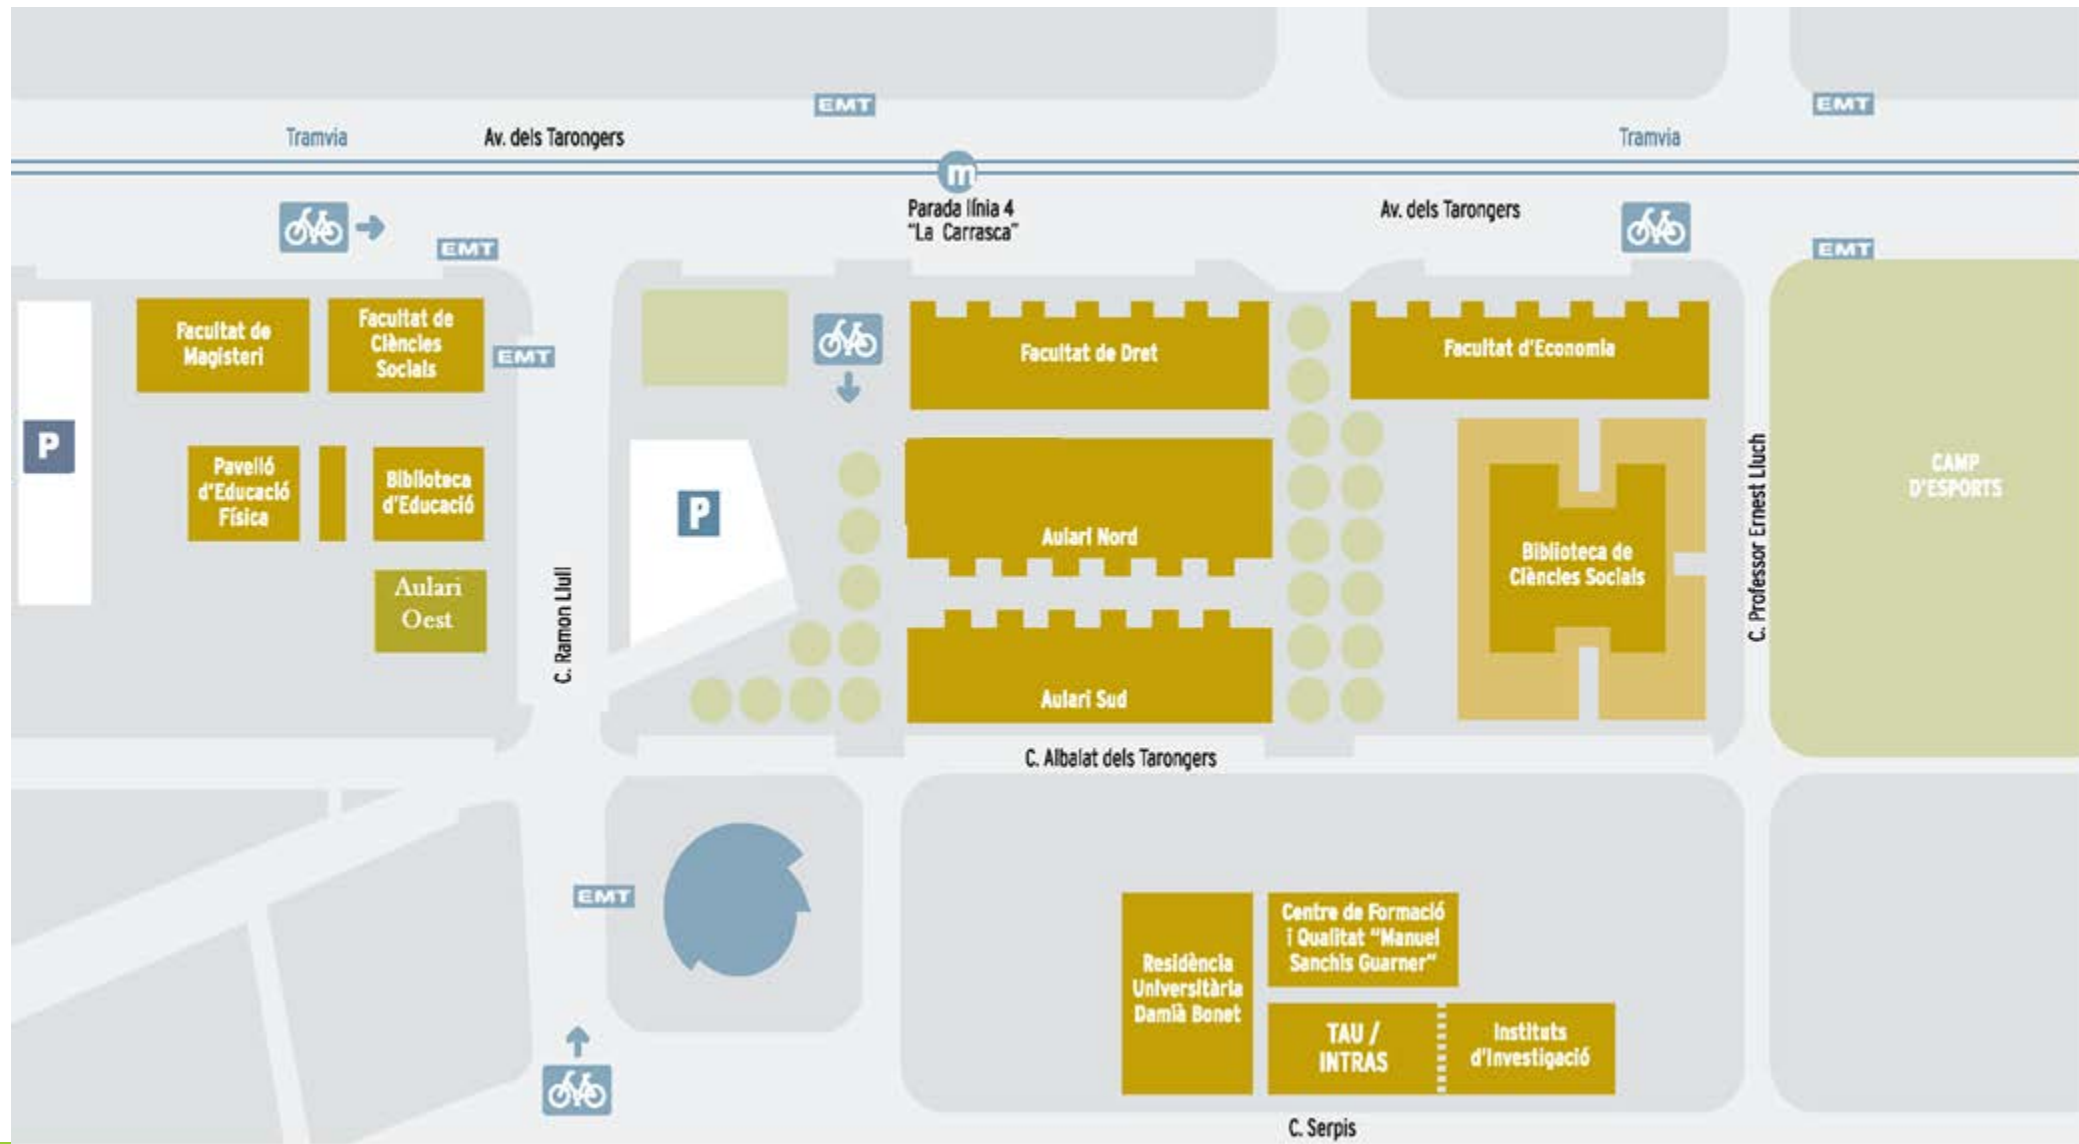 EMT
EMT
Tramvia
Av. dels Tarongers
Tramvia
m
Parada línia 4
"La Carrasca"
Av. dels Tarongers
EMT
EMT
Facultat de
Magisteri
Facultat de
Ciències
Socials
EMT
Facultat de Dret
Facultat d'Economia
P
Pavelló
d'Educació
Física
Biblioteca
d'Educació
P
Aulari Nord
Biblioteca de
Ciències Socials
C. Professor Ernest Lluch
CAMP
D'ESPORTS
Aulari
Oest
C. Ramon Llull
Aulari Sud
C. Albalat dels Tarongers
EMT
Residència
Universitària
Damià Bonet
Centre de Formació
i Qualitat "Manuel
Sanchis Guarner"
TAU /
INTRAS
Instituts
d'Investigació
C. Serpis